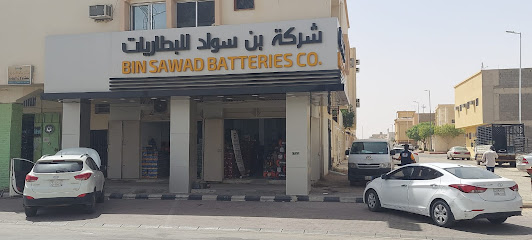 شركة بن سواد للبطاريات
BIN SAWAD BATTERIES CO.